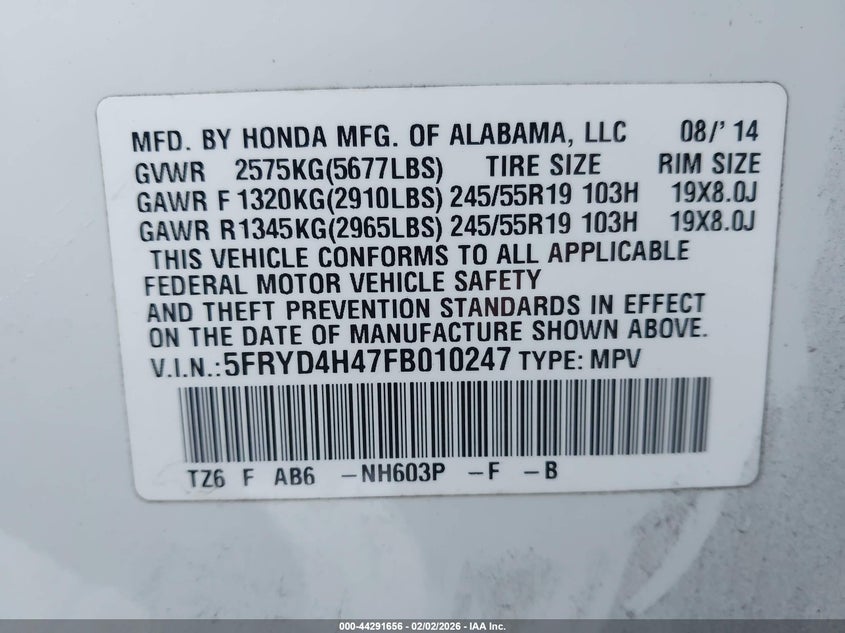 MFD. BY HONDA MFG. OF ALABAMA, LLC 08/' 14
GVWR 2575KG(5677LBS) TIRE SIZE RIM SIZE
GAWR F 1320KG(2910LBS) 245/55R19 103H 19X8.0J
GAWR R1345KG(2965LBS) 245/55R19 103H 19X8.0J
THIS VEHICLE CONFORMS TO ALL APPLICABLE
FEDERAL MOTOR VEHICLE SAFETY
AND THEFT PREVENTION STANDARDS IN EFFECT
ON THE DATE OF MANUFACTURE SHOWN ABOVE.
V.I.N.:5FRYD4H47FB010247 TYPE: MPV
TZ6 F AB6 –NH603P –F –B
000-44291656 - 02/02/2026 - IAA Inc.